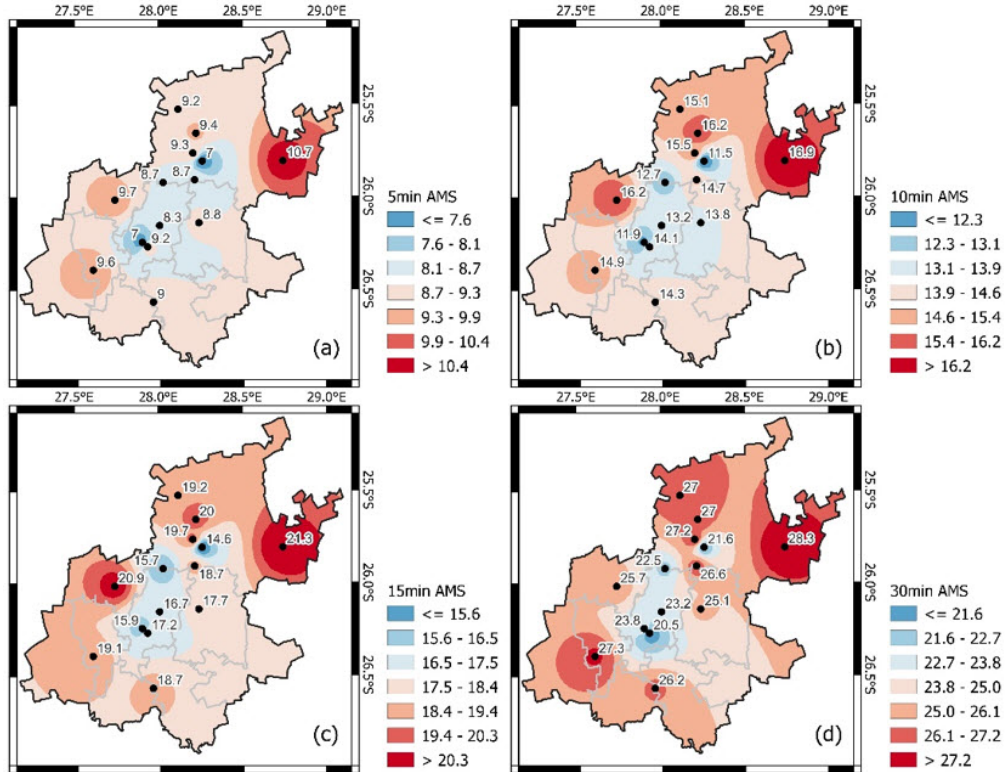 27.5°E 28.0°E 28.5°E 29.0°E
25.5°S
26.0°S
26.5°S
9.2
9.4
9.3
7
10.7
8.7
8.7
9.7
8.3
8.8
7
9.2
9.6
9
5min AMS
<= 7.6
7.6 - 8.1
8.1 - 8.7
8.7 - 9.3
9.3 - 9.9
9.9 - 10.4
> 10.4
(a)
27.5°E 28.0°E 28.5°E 29.0°E
25.5°S
26.0°S
26.5°S
15.1
16.2
15.5
11.5
16.9
12.7
14.7
16.2
13.2
13.8
11.9
14.1
14.9
14.3
10min AMS
<= 12.3
12.3 - 13.1
13.1 - 13.9
13.9 - 14.6
14.6 - 15.4
15.4 - 16.2
> 16.2
(b)
27.5°E 28.0°E 28.5°E 29.0°E
25.5°S
26.0°S
26.5°S
19.2
20
19.7
14.6
21.3
15.7
18.7
20.9
16.7
17.7
15.9
17.2
19.1
18.7
15min AMS
<= 15.6
15.6 - 16.5
16.5 - 17.5
17.5 - 18.4
18.4 - 19.4
19.4 - 20.3
> 20.3
(c)
27.5°E 28.0°E 28.5°E 29.0°E
25.5°S
26.0°S
26.5°S
27
27
27.2
21.6
28.3
22.5
26.6
25.7
23.2
25.1
23.8
20.5
27.3
26.2
30min AMS
<= 21.6
21.6 - 22.7
22.7 - 23.8
23.8 - 25.0
25.0 - 26.1
26.1 - 27.2
> 27.2
(d)